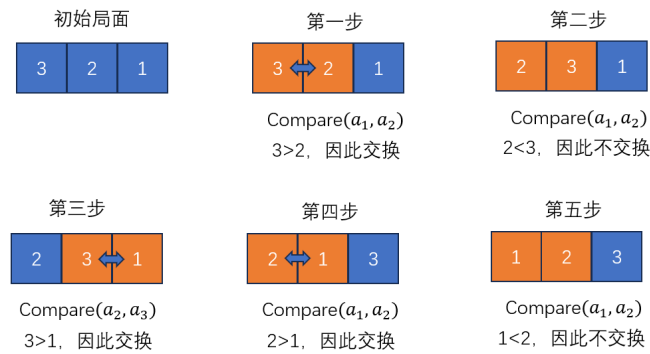 初始局面
3 2 1
第一步
3 2 1
Compare(a₁, a₂)
3>2，因此交换
第二步
2 3 1
Compare(a₁, a₂)
2<3，因此不交换
第三步
2 3 1
Compare(a₂, a₃)
3>1，因此交换
第四步
2 1 3
Compare(a₁, a₂)
2>1，因此交换
第五步
1 2 3
Compare(a₁, a₂)
1<2，因此不交换